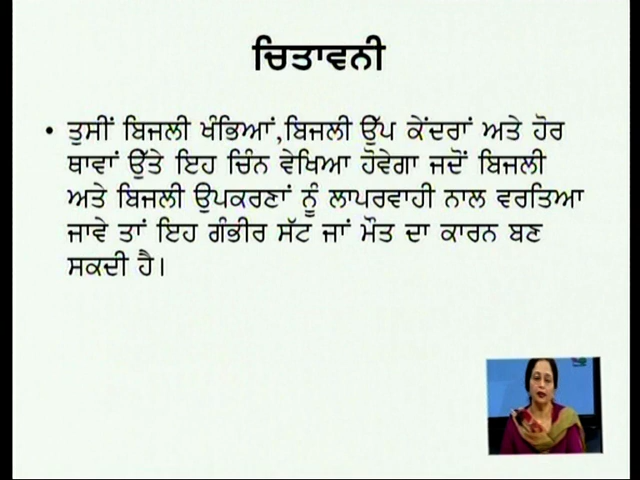 ਚਿਤਾਵਨੀ
• ਤੁਸੀਂ ਬਿਜਲੀ ਖੰਭਿਆਂ,ਬਿਜਲੀ ਉੱਪ ਕੇਂਦਰਾਂ ਅਤੇ ਹੋਰ
ਥਾਵਾਂ ਉੱਤੇ ਇਹ ਚਿੰਨ ਵੇਖਿਆ ਹੋਵੇਗਾ ਜਦੋਂ ਬਿਜਲੀ
ਅਤੇ ਬਿਜਲੀ ਉਪਕਰਣਾਂ ਨੂੰ ਲਾਪਰਵਾਹੀ ਨਾਲ ਵਰਤਿਆ
ਜਾਵੇ ਤਾਂ ਇਹ ਗੰਭੀਰ ਸੱਟ ਜਾਂ ਮੌਤ ਦਾ ਕਾਰਨ ਬਣ
ਸਕਦੀ ਹੈ।